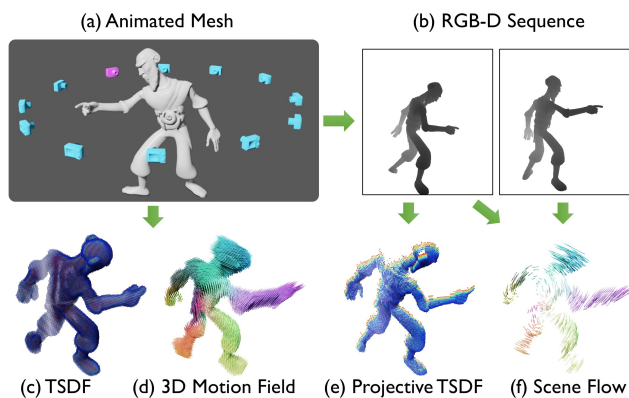 (a) Animated Mesh
(b) RGB-D Sequence
(c) TSDF
(d) 3D Motion Field
(e) Projective TSDF
(f) Scene Flow